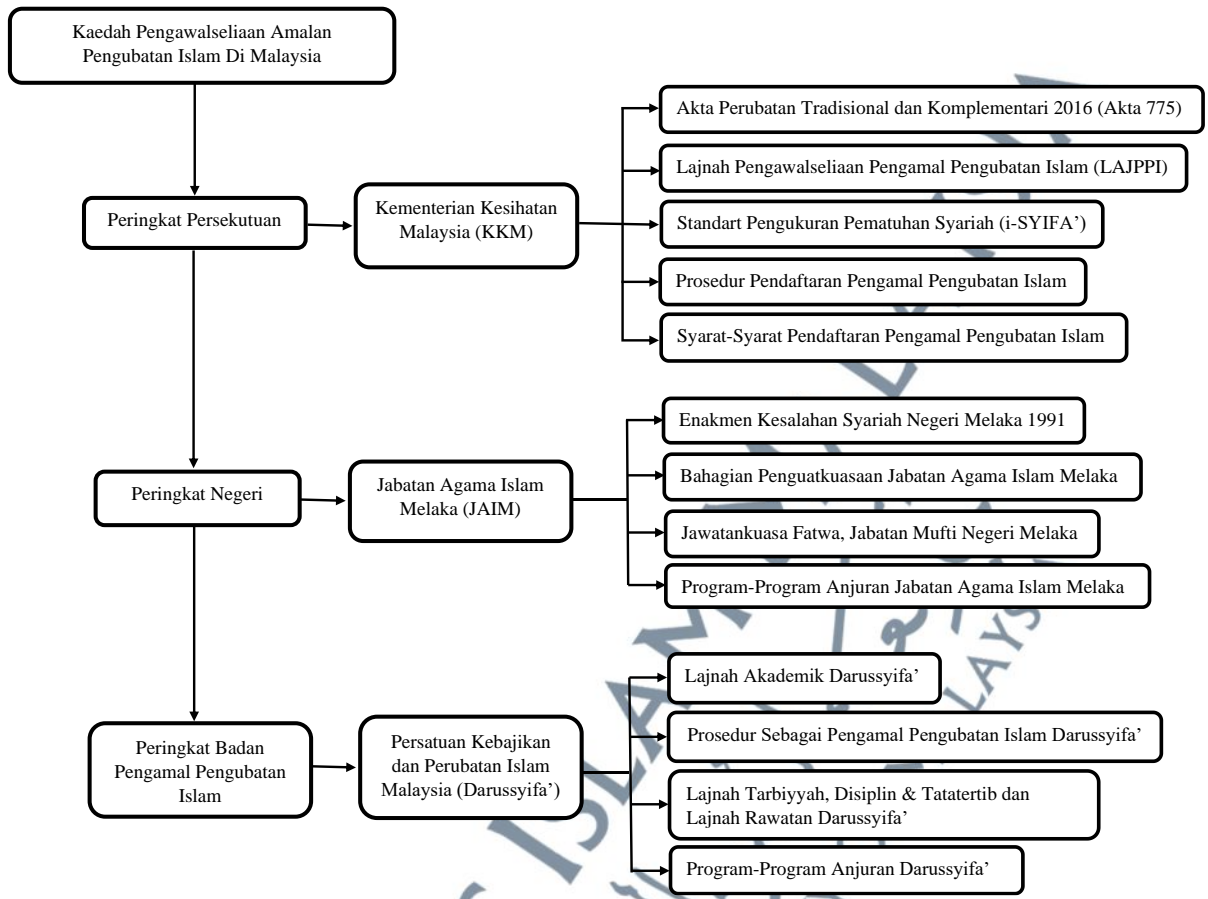 Kaedah Pengawalseliaan Amalan
Pengubatan Islam Di Malaysia
Peringkat Persekutuan
Kementerian Kesihatan
Malaysia (KKM)
Akta Perubatan Tradisional dan Komplementari 2016 (Akta 775)
Lajnah Pengawalseliaan Pengamal Pengubatan Islam (LAJPPI)
Standart Pengukuran Pematuhan Syariah (i-SYIFA’)
Prosedur Pendaftaran Pengamal Pengubatan Islam
Syarat-Syarat Pendaftaran Pengamal Pengubatan Islam
Peringkat Negeri
Jabatan Agama Islam
Melaka (JAIM)
Enakmen Kesalahan Syariah Negeri Melaka 1991
Bahagian Penguatkuasaan Jabatan Agama Islam Melaka
Jawatankuasa Fatwa, Jabatan Mufti Negeri Melaka
Program-Program Anjuran Jabatan Agama Islam Melaka
Peringkat Badan
Pengamal Pengubatan
Islam
Persatuan Kebajikan
dan Perubatan Islam
Malaysia (Darussyifa’)
Lajnah Akademik Darussyifa’
Prosedur Sebagai Pengamal Pengubatan Islam Darussyifa’
Lajnah Tarbiyyah, Disiplin & Tatatertib dan
Lajnah Rawatan Darussyifa’
Program-Program Anjuran Darussyifa’